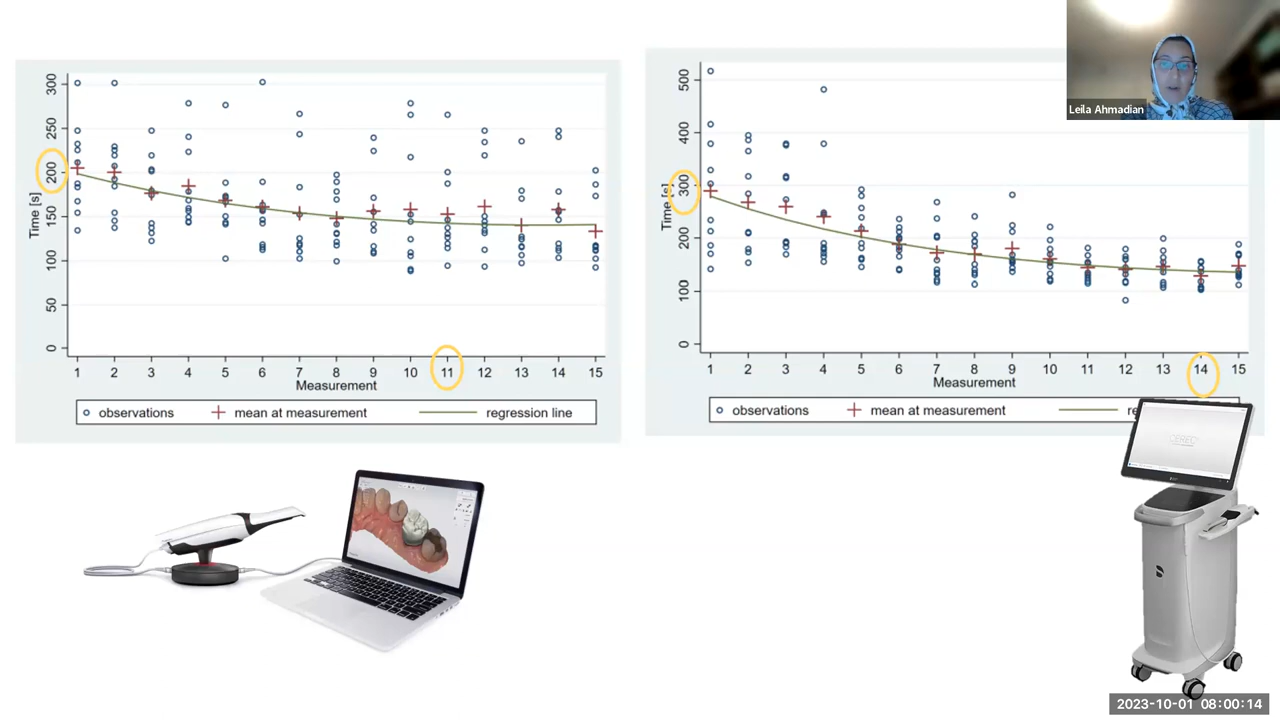 300
250
200
150
100
50
0
Time [s]
1 2 3 4 5 6 7 8 9 10 11 12 13 14 15
Measurement
observations mean at measurement regression line
500
400
300
200
100
0
Time [s]
1 2 3 4 5 6 7 8 9 10 11 12 13 14 15
Measurement
observations mean at measurement re
Leila Ahmadian
CEREC
2023-10-01 08:00:14